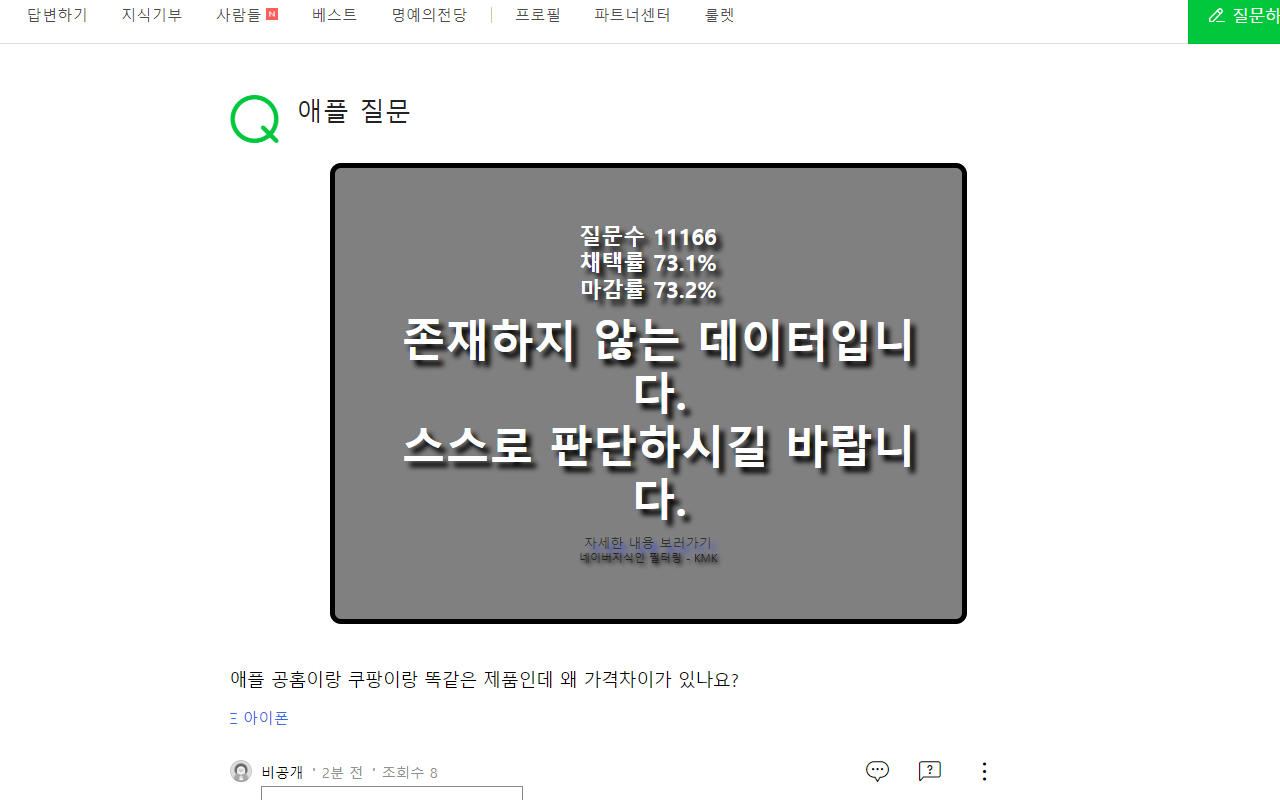 답변하기 지식기부 사람들 N 베스트 명예의전당 프로필 파트너센터 룰렛
질문하
애플 질문
질문수 11166
채택률 73.1%
마감률 73.2%
존재하지 않는 데이터입니
다.
스스로 판단하시길 바랍니
다.
자세한 내용 보러가기
네이버지식인 필터링 - KMK
애플 공홈이랑 쿠팡이랑 똑같은 제품인데 왜 가격차이가 있나요?
아이폰
비공개 · 2분 전 · 조회수 8